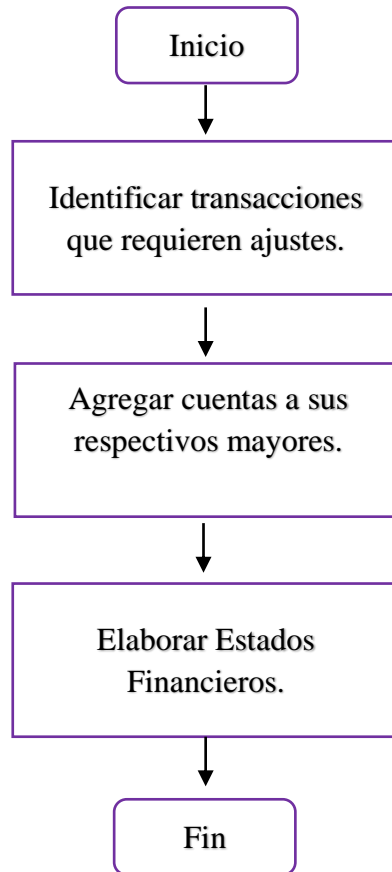 Inicio
Identificar transacciones
que requieren ajustes.
Agregar cuentas a sus
respectivos mayores.
Elaborar Estados
Financieros.
Fin